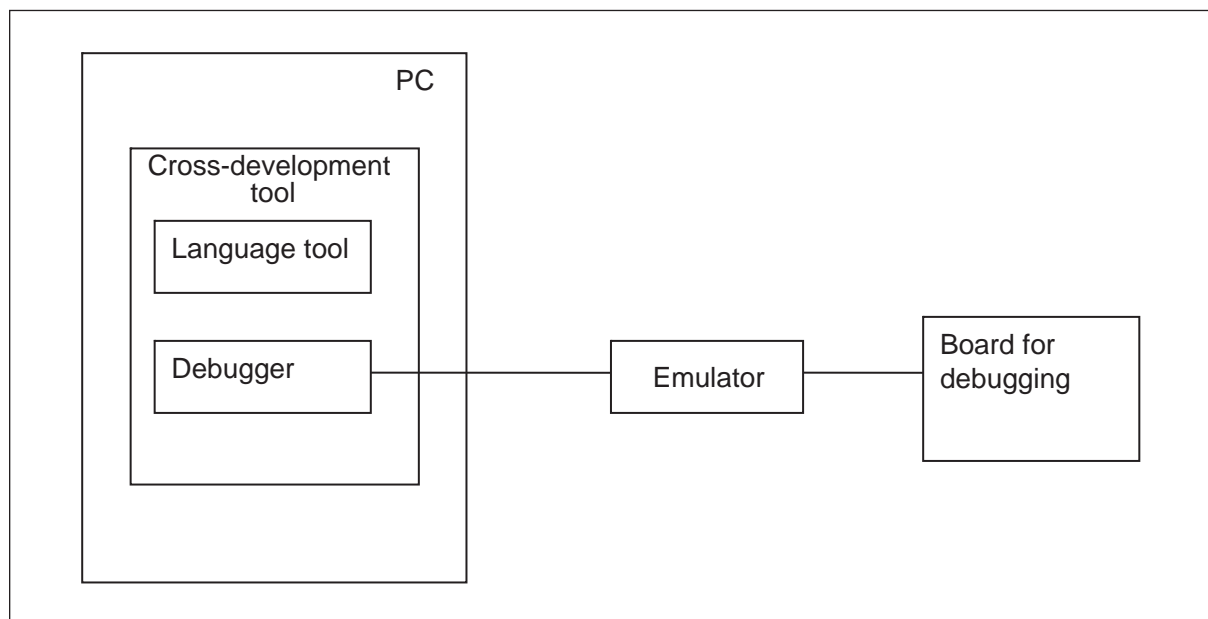 PC
Cross-development
tool
Language tool
Debugger
Emulator
Board for
debugging